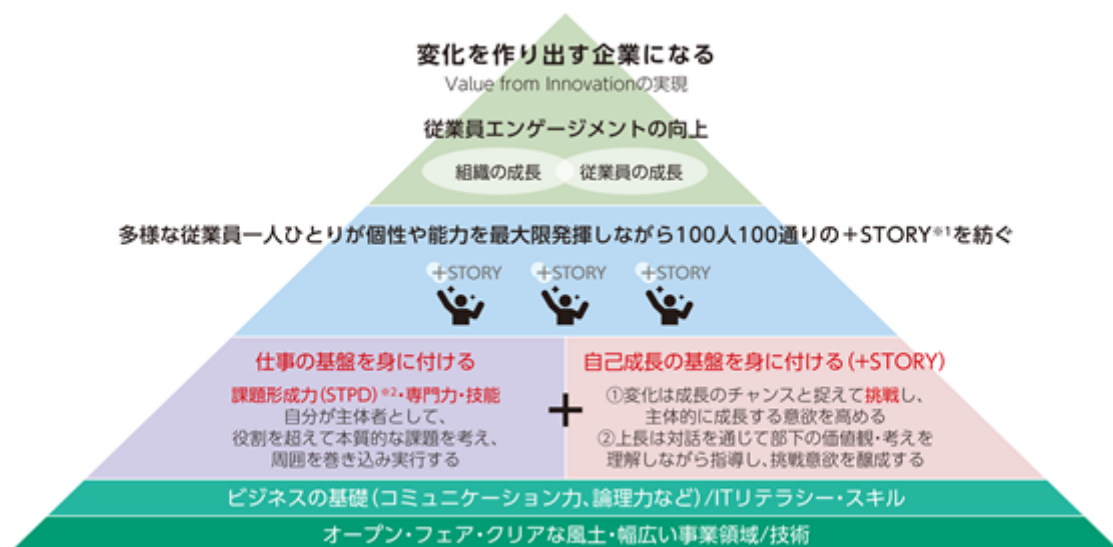 変化を作り出す企業になる
Value from Innovationの実現
従業員エンゲージメントの向上
組織の成長 従業員の成長
多様な従業員一人ひとりが個性や能力を最大限発揮しながら100人100通りの+STORY※1を紡ぐ
+STORY +STORY +STORY
仕事の基盤を身に付ける
課題形成力(STPD)※2・専門力・技能
自分が主体者として、
役割を超えて本質的な課題を考え、
周囲を巻き込み実行する
+
自己成長の基盤を身に付ける(+STORY)
①変化は成長のチャンスと捉えて挑戦し、
主体的に成長する意欲を高める
②上長は対話を通じて部下の価値観・考えを
理解しながら指導し、挑戦意欲を醸成する
ビジネスの基礎(コミュニケーション力、論理力など)/ITリテラシー・スキル
オープン・フェア・クリアな風土・幅広い事業領域/技術